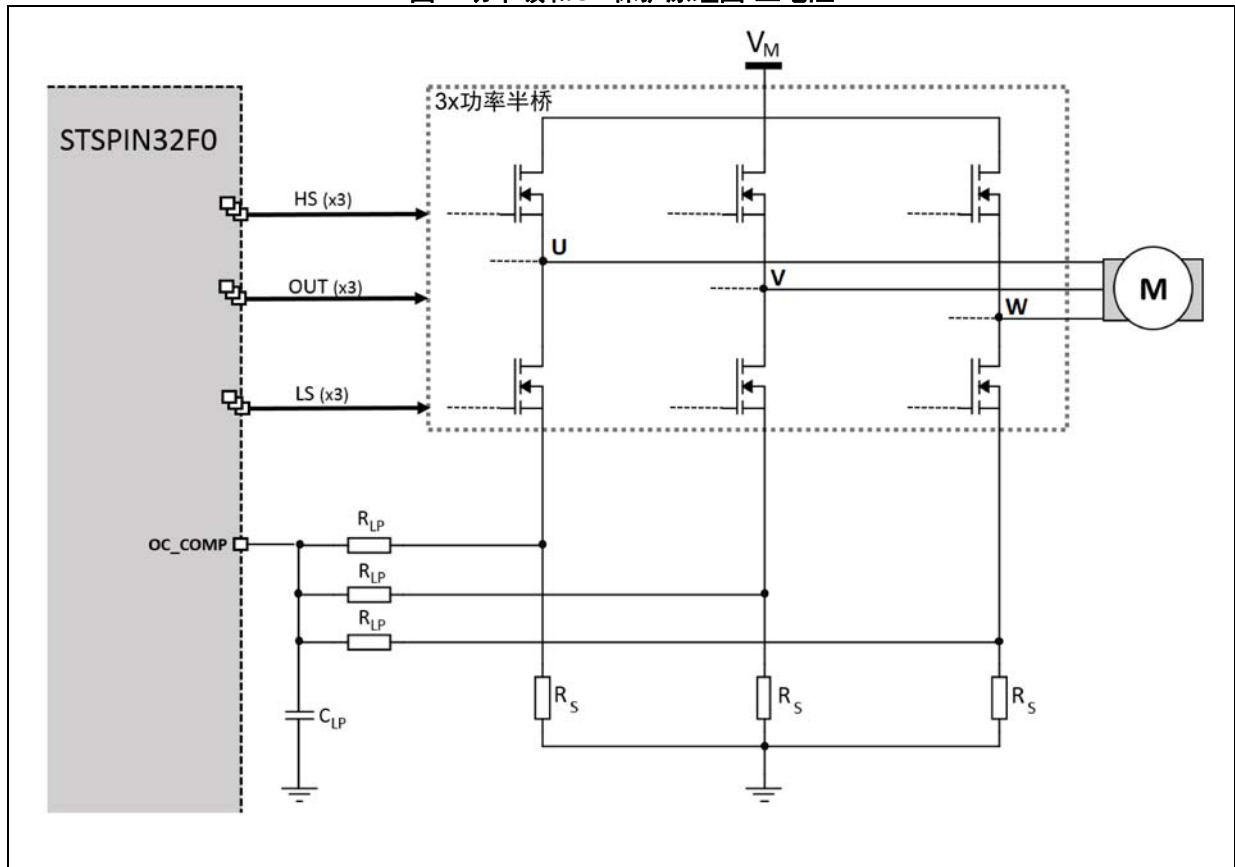 V_M
3x功率半桥
STSPIN32F0
HS (x3)
U
OUT (x3)
V
M
W
LS (x3)
R_LP
OC_COMP
R_LP
R_LP
R_S
R_S
R_S
C_LP